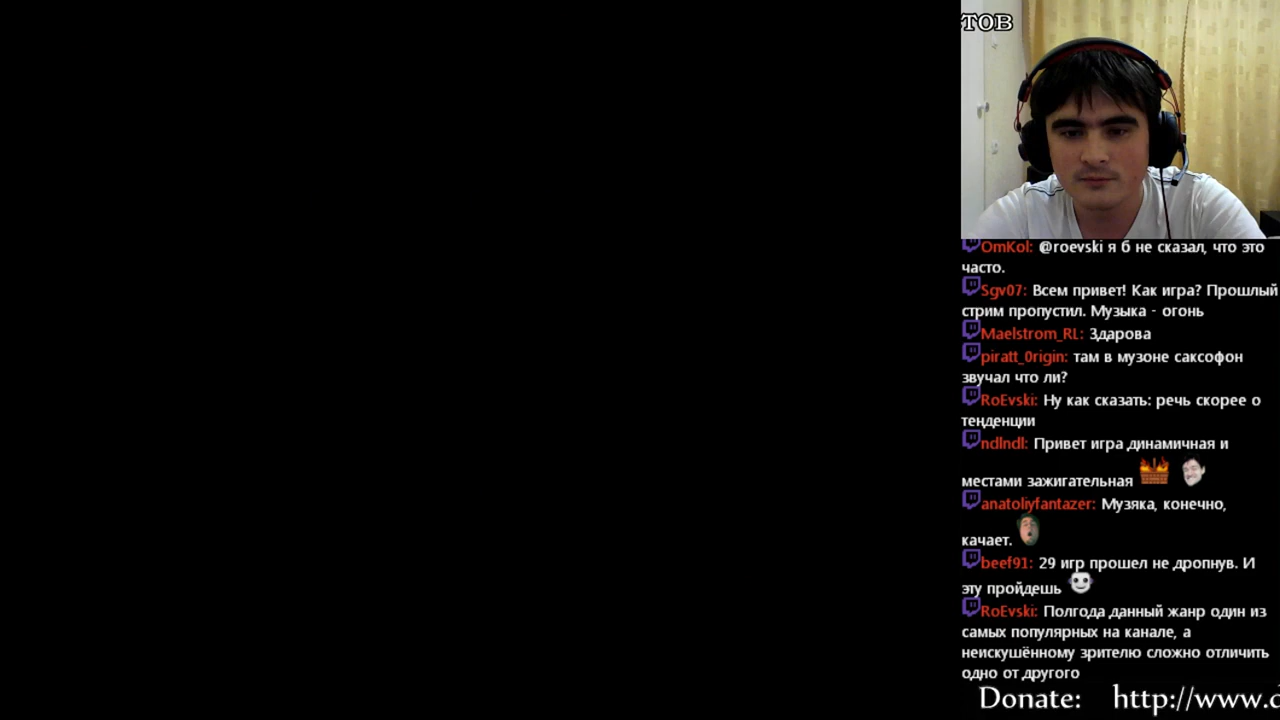 тов
OmKol: @roevski я б не сказал, что это
часто.
Sgv07: Всем привет! Как игра? Прошлый
стрим пропустил. Музыка - огонь
Maelstrom_RL: Здарова
piratt_0rigin: там в музоне саксофон
звучал что ли?
RoEvski: Ну как сказать: речь скорее о
тенденции
ndlndl: Привет игра динамичная и
местами зажигательная
anatoliyfantazer: Музяка, конечно,
качает.
beef91: 29 игр прошел не дропнув. И
эту пройдешь
RoEvski: Полгода данный жанр один из
самых популярных на канале, а
неискушённому зрителю сложно отличить
одно от другого
Donate: http://www.d